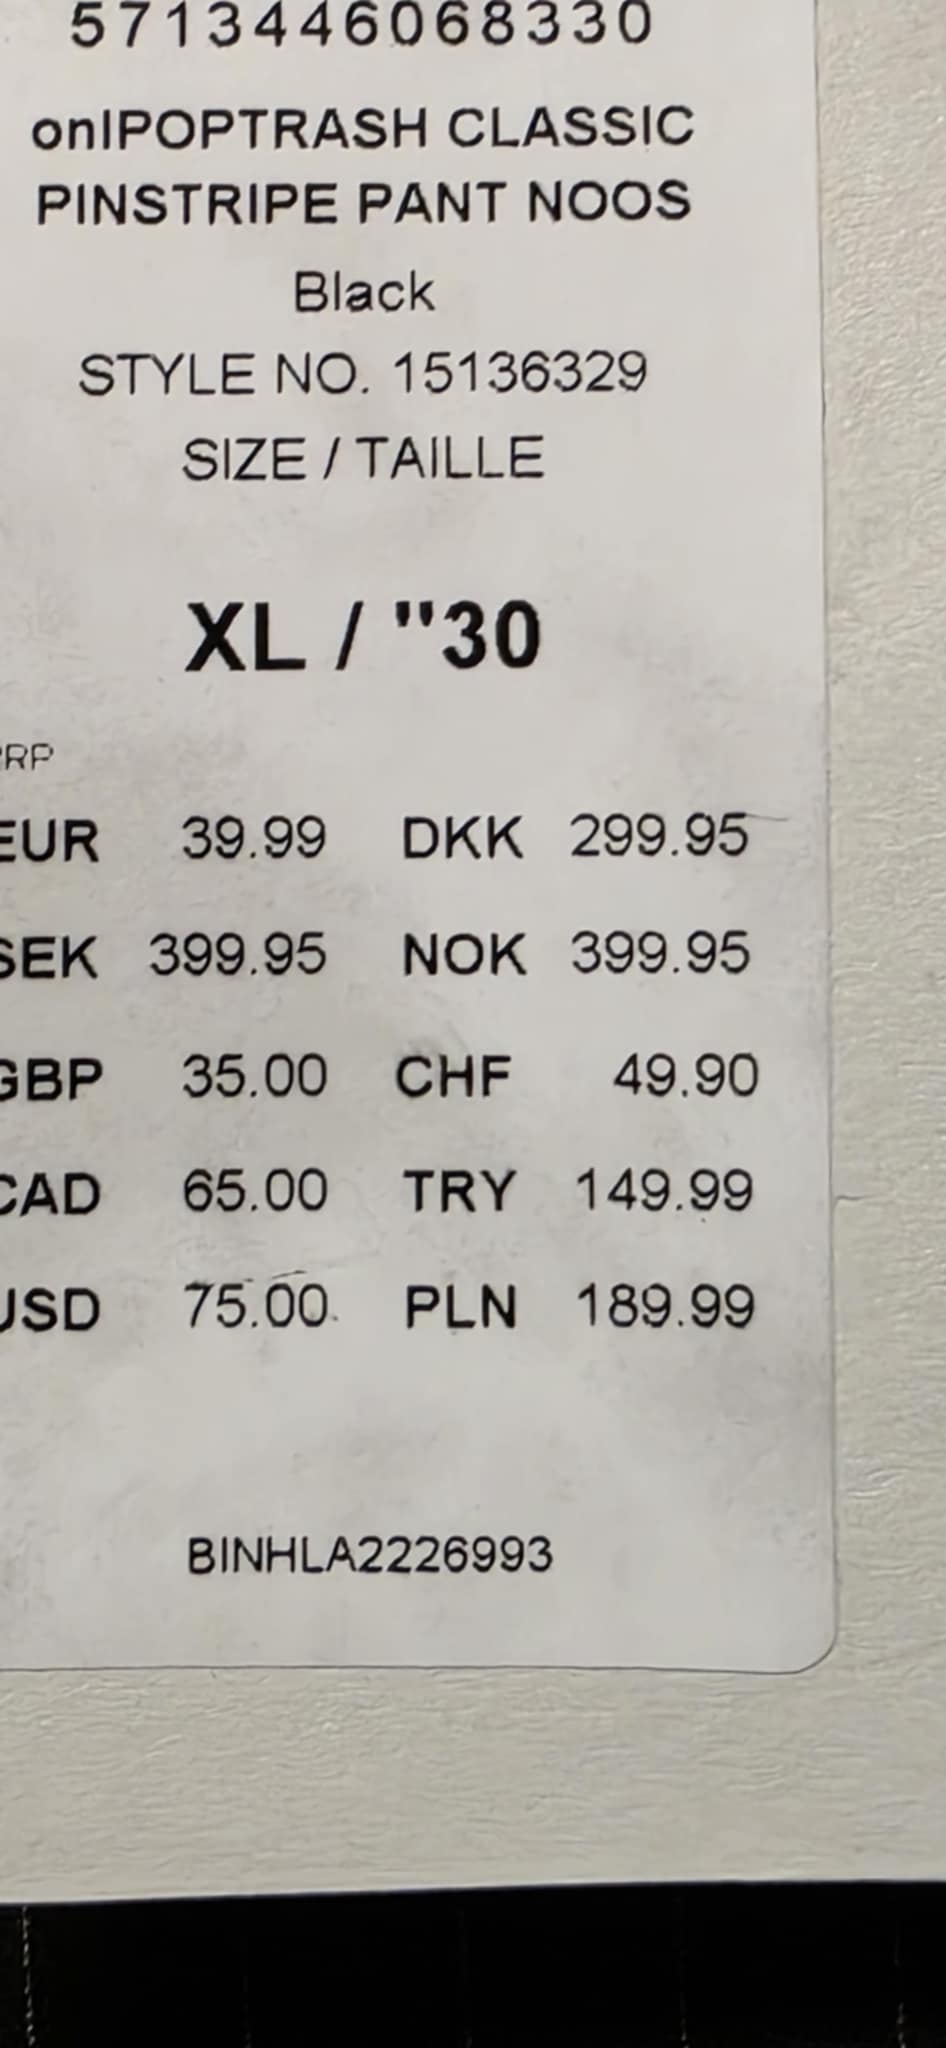 5713446068330
onlPOPTRASH CLASSIC
PINSTRIPE PANT NOOS
Black
STYLE NO. 15136329
SIZE / TAILLE
XL / "30
RP
EUR 39.99 DKK 299.95
SEK 399.95 NOK 399.95
GBP 35.00 CHF 49.90
CAD 65.00 TRY 149.99
USD 75.00 PLN 189.99
BINHLA2226993